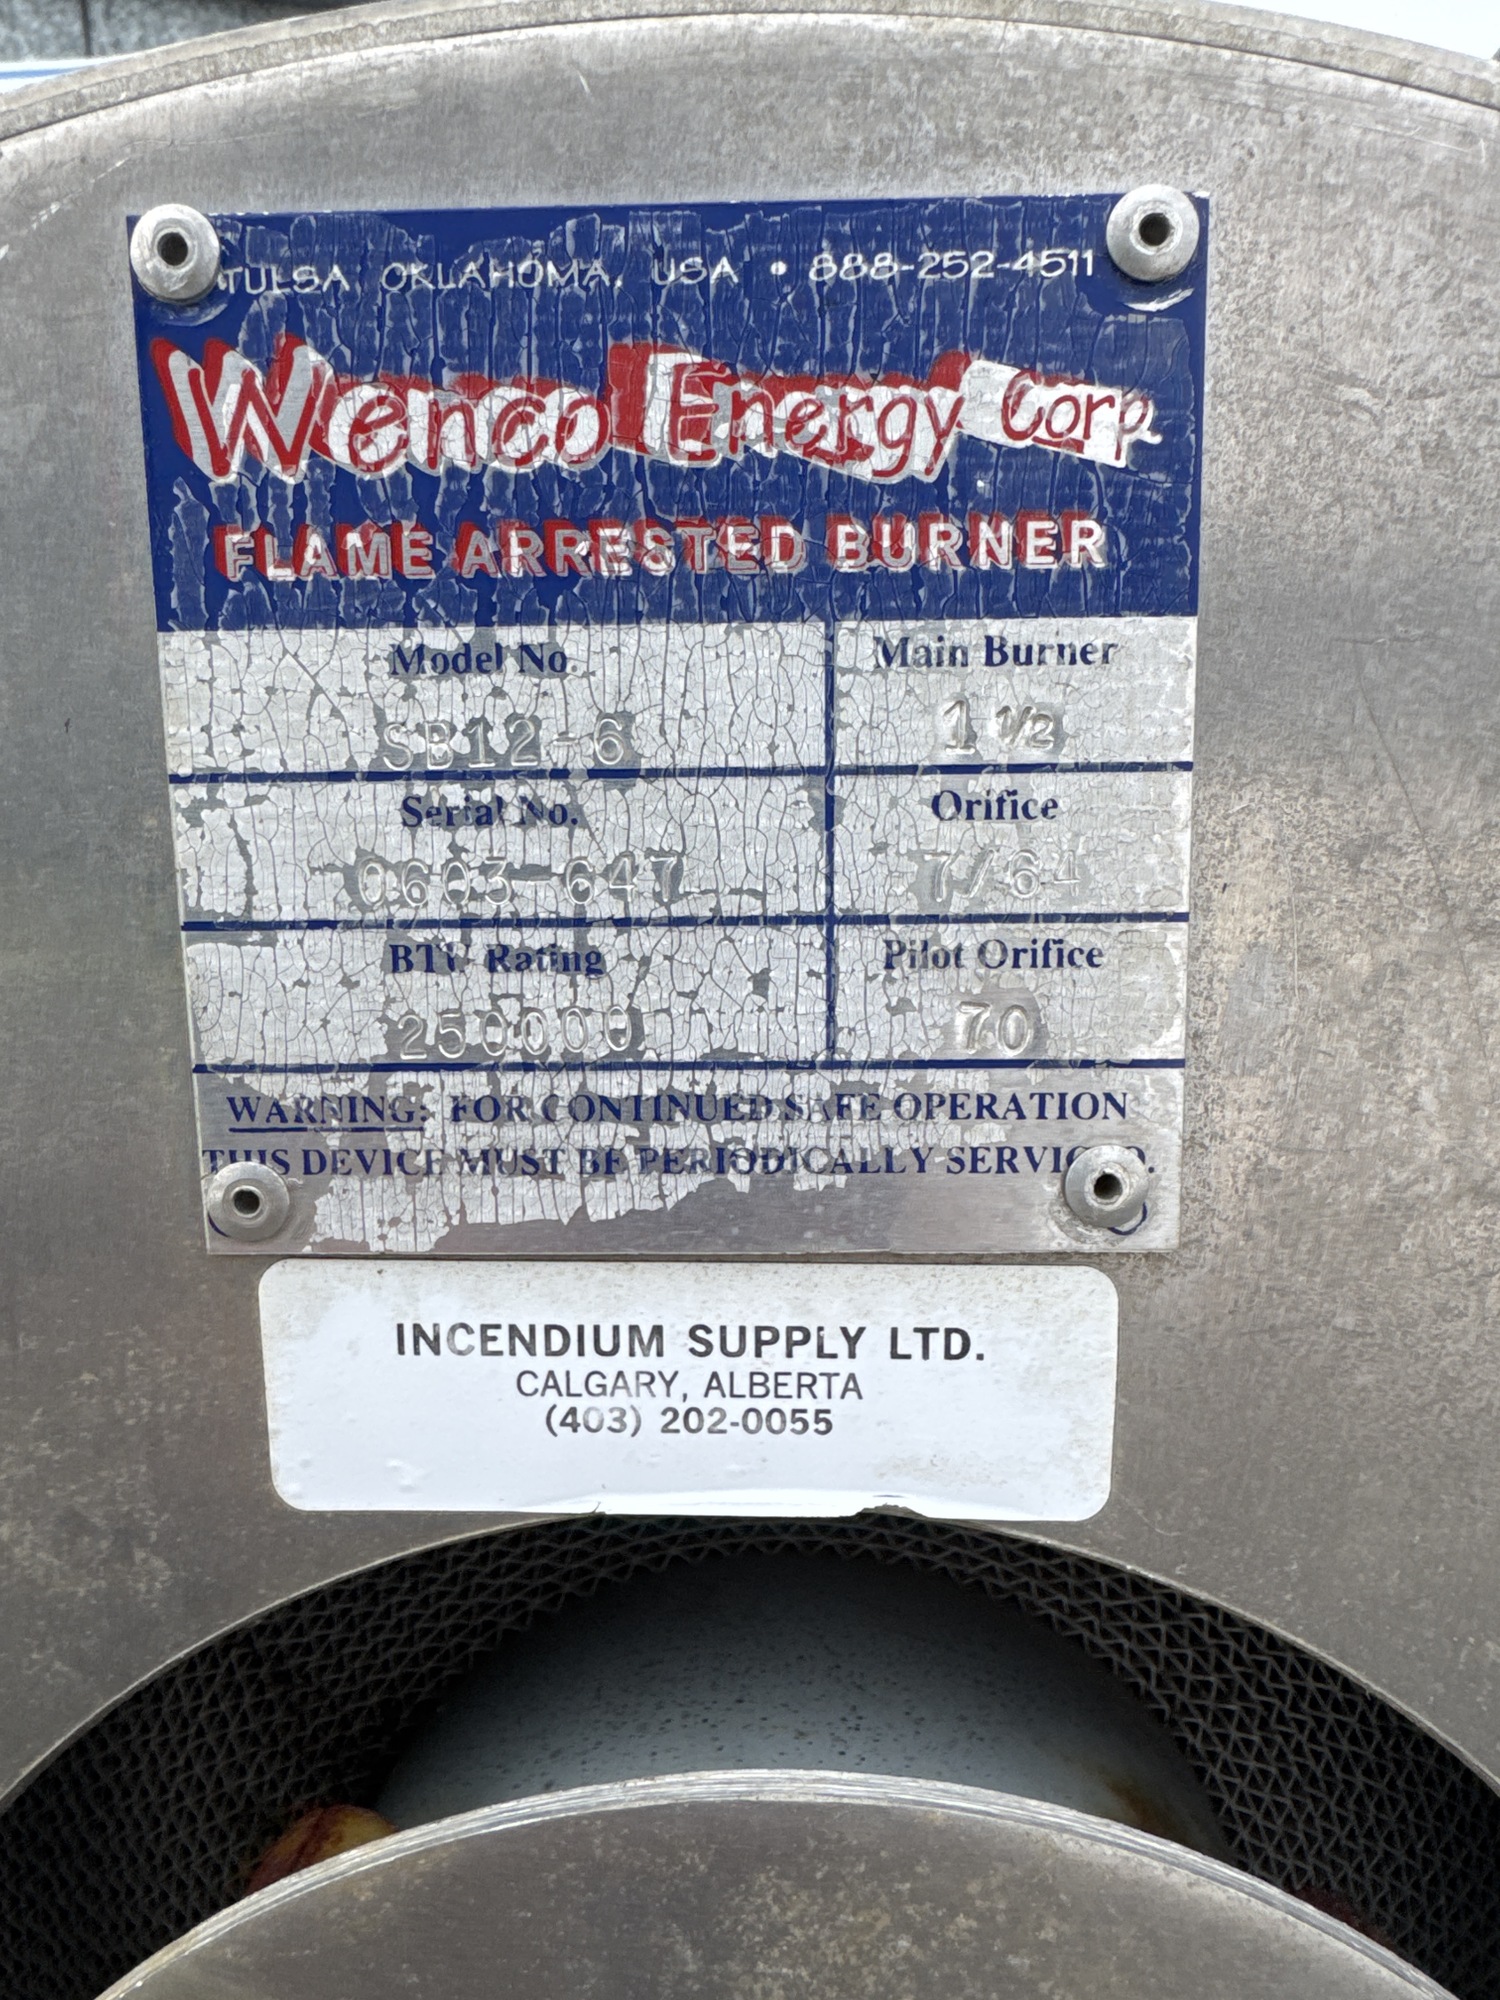 TULSA, OKLAHOMA, USA • 888-252-4511
Wenco Energy Corp.
FLAME ARRESTED BURNER
Model No.
SB12-6
Main Burner
1 1/2
Serial No.
0603-647
Orifice
7/64
BTU Rating
250000
Pilot Orifice
70
WARNING: FOR CONTINUED SAFE OPERATION
THIS DEVICE MUST BE PERIODICALLY SERVICED.
INCENDIUM SUPPLY LTD.
CALGARY, ALBERTA
(403) 202-0055